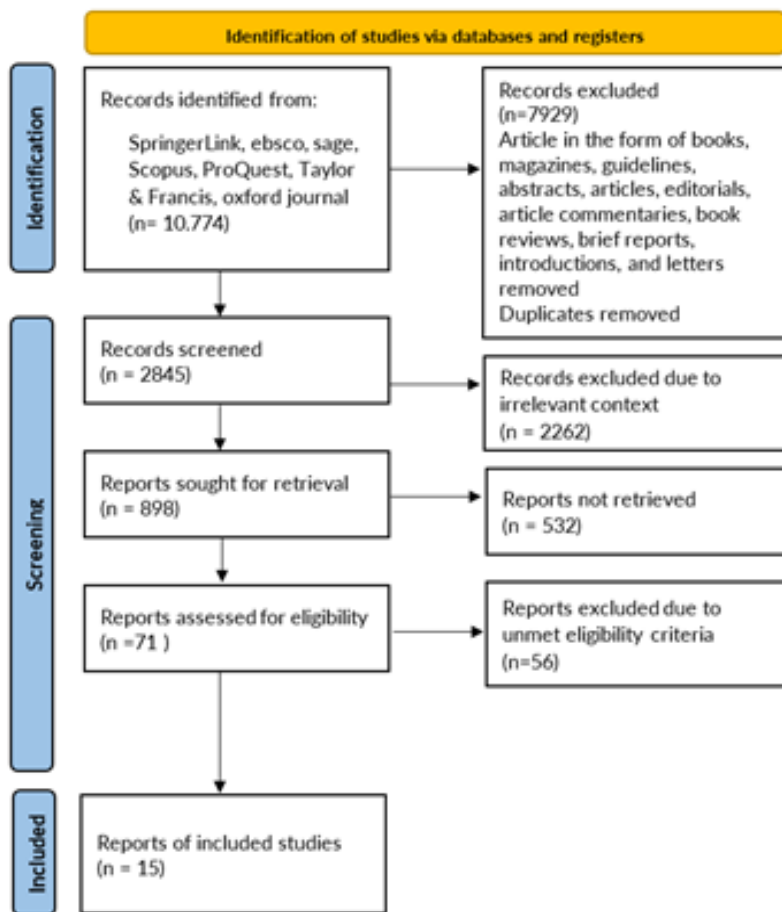 Identification of studies via databases and registers
Identification
Records identified from:
SpringerLink, ebsco, sage,
Scopus, ProQuest, Taylor
& Francis, oxford journal
(n= 10.774)
Records excluded
(n=7929)
Article in the form of books,
magazines, guidelines,
abstracts, articles, editorials,
article commentaries, book
reviews, brief reports,
introductions, and letters
removed
Duplicates removed
Screening
Records screened
(n = 2845)
Records excluded due to
irrelevant context
(n = 2262)
Reports sought for retrieval
(n = 898)
Reports not retrieved
(n = 532)
Reports assessed for eligibility
(n =71 )
Reports excluded due to
unmet eligibility criteria
(n=56)
Included
Reports of included studies
(n = 15)